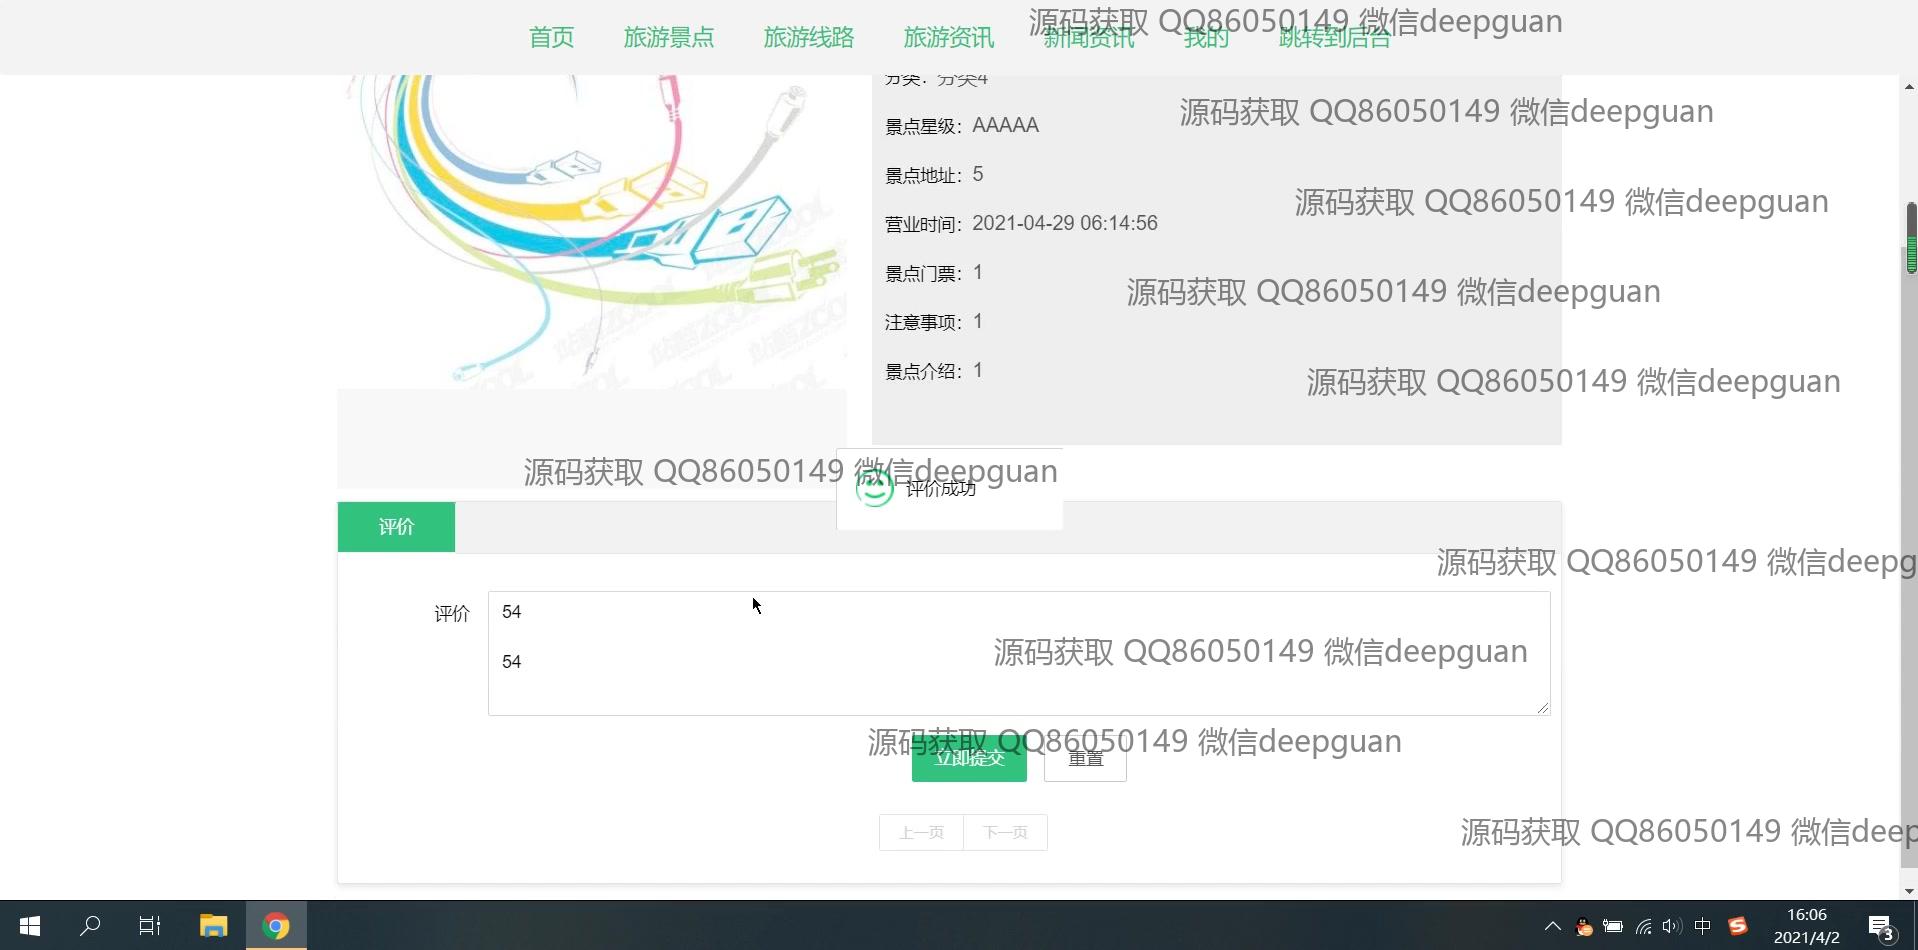 首页 旅游景点 旅游线路 旅游资讯 新闻资讯 我的 跳转到后台
源码获取 QQ86050149 微信deepguan
分类：分类4
源码获取 QQ86050149 微信deepguan
景点星级：AAAAA
景点地址：5
源码获取 QQ86050149 微信deepguan
营业时间：2021-04-29 06:14:56
景点门票：1
源码获取 QQ86050149 微信deepguan
注意事项：1
景点介绍：1
源码获取 QQ86050149 微信deepguan
源码获取 QQ86050149 微信deepguan
评价成功
评价
源码获取 QQ86050149 微信deepg
评价
54
54
源码获取 QQ86050149 微信deepguan
源码获取 QQ86050149 微信deepguan
立即提交 重置
上一页 下一页
源码获取 QQ86050149 微信deep
中
16:06
2021/4/2
3